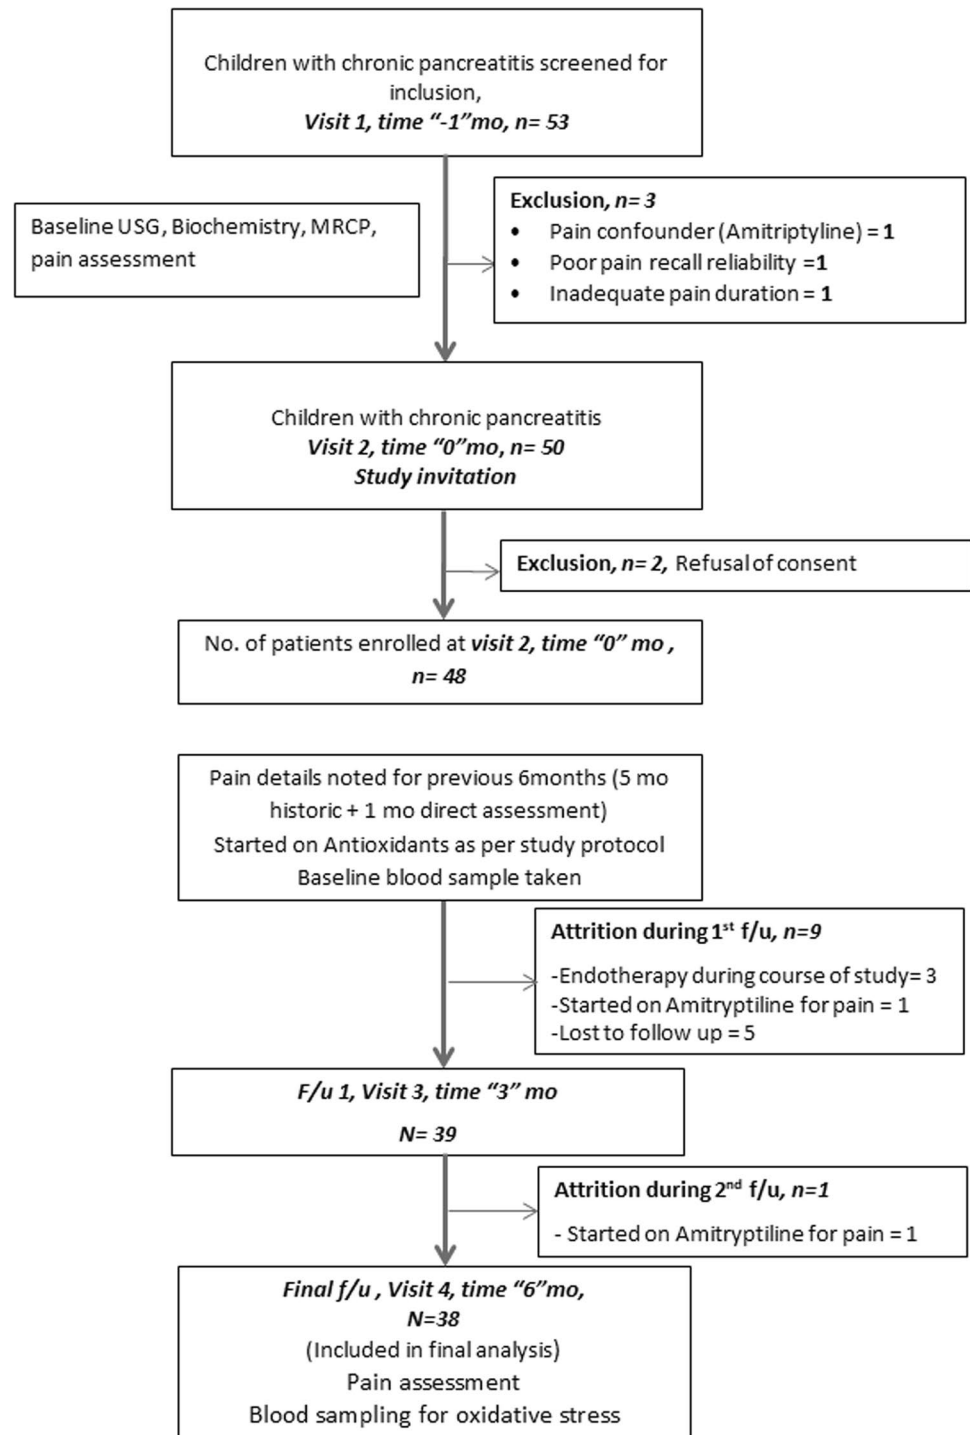 Children with chronic pancreatitis screened for
inclusion,
Visit 1, time “-1”mo, n= 53
Baseline USG, Biochemistry, MRCP,
pain assessment
Exclusion, n= 3
• Pain confounder (Amitriptyline) = 1
• Poor pain recall reliability =1
• Inadequate pain duration = 1
Children with chronic pancreatitis
Visit 2, time “0”mo, n= 50
Study invitation
Exclusion, n= 2, Refusal of consent
No. of patients enrolled at visit 2, time “0” mo ,
n= 48
Pain details noted for previous 6months (5 mo
historic + 1 mo direct assessment)
Started on Antioxidants as per study protocol
Baseline blood sample taken
Attrition during 1st f/u, n=9
-Endotherapy during course of study= 3
-Started on Amitryptiline for pain = 1
-Lost to follow up = 5
F/u 1, Visit 3, time “3” mo
N= 39
Attrition during 2nd f/u, n=1
- Started on Amitryptiline for pain = 1
Final f/u , Visit 4, time “6”mo,
N=38
(Included in final analysis)
Pain assessment
Blood sampling for oxidative stress